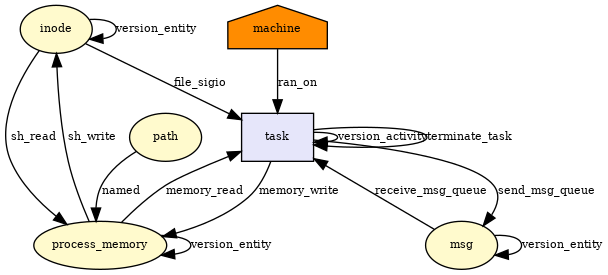 inode
version_entity
machine
file_sigio
ran_on
sh_read
sh_write
path
task
version_activity
terminate_task
named
memory_read
memory_write
receive_msg_queue
send_msg_queue
process_memory
version_entity
msg
version_entity